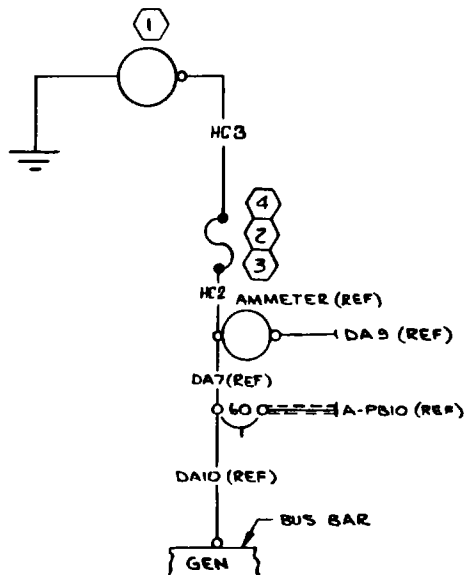 1
HC3
4
2
3
HC2
AMMETER (REF)
DA9 (REF)
DA7 (REF)
60
A-PB10 (REF)
DA10 (REF)
BUS BAR
GEN